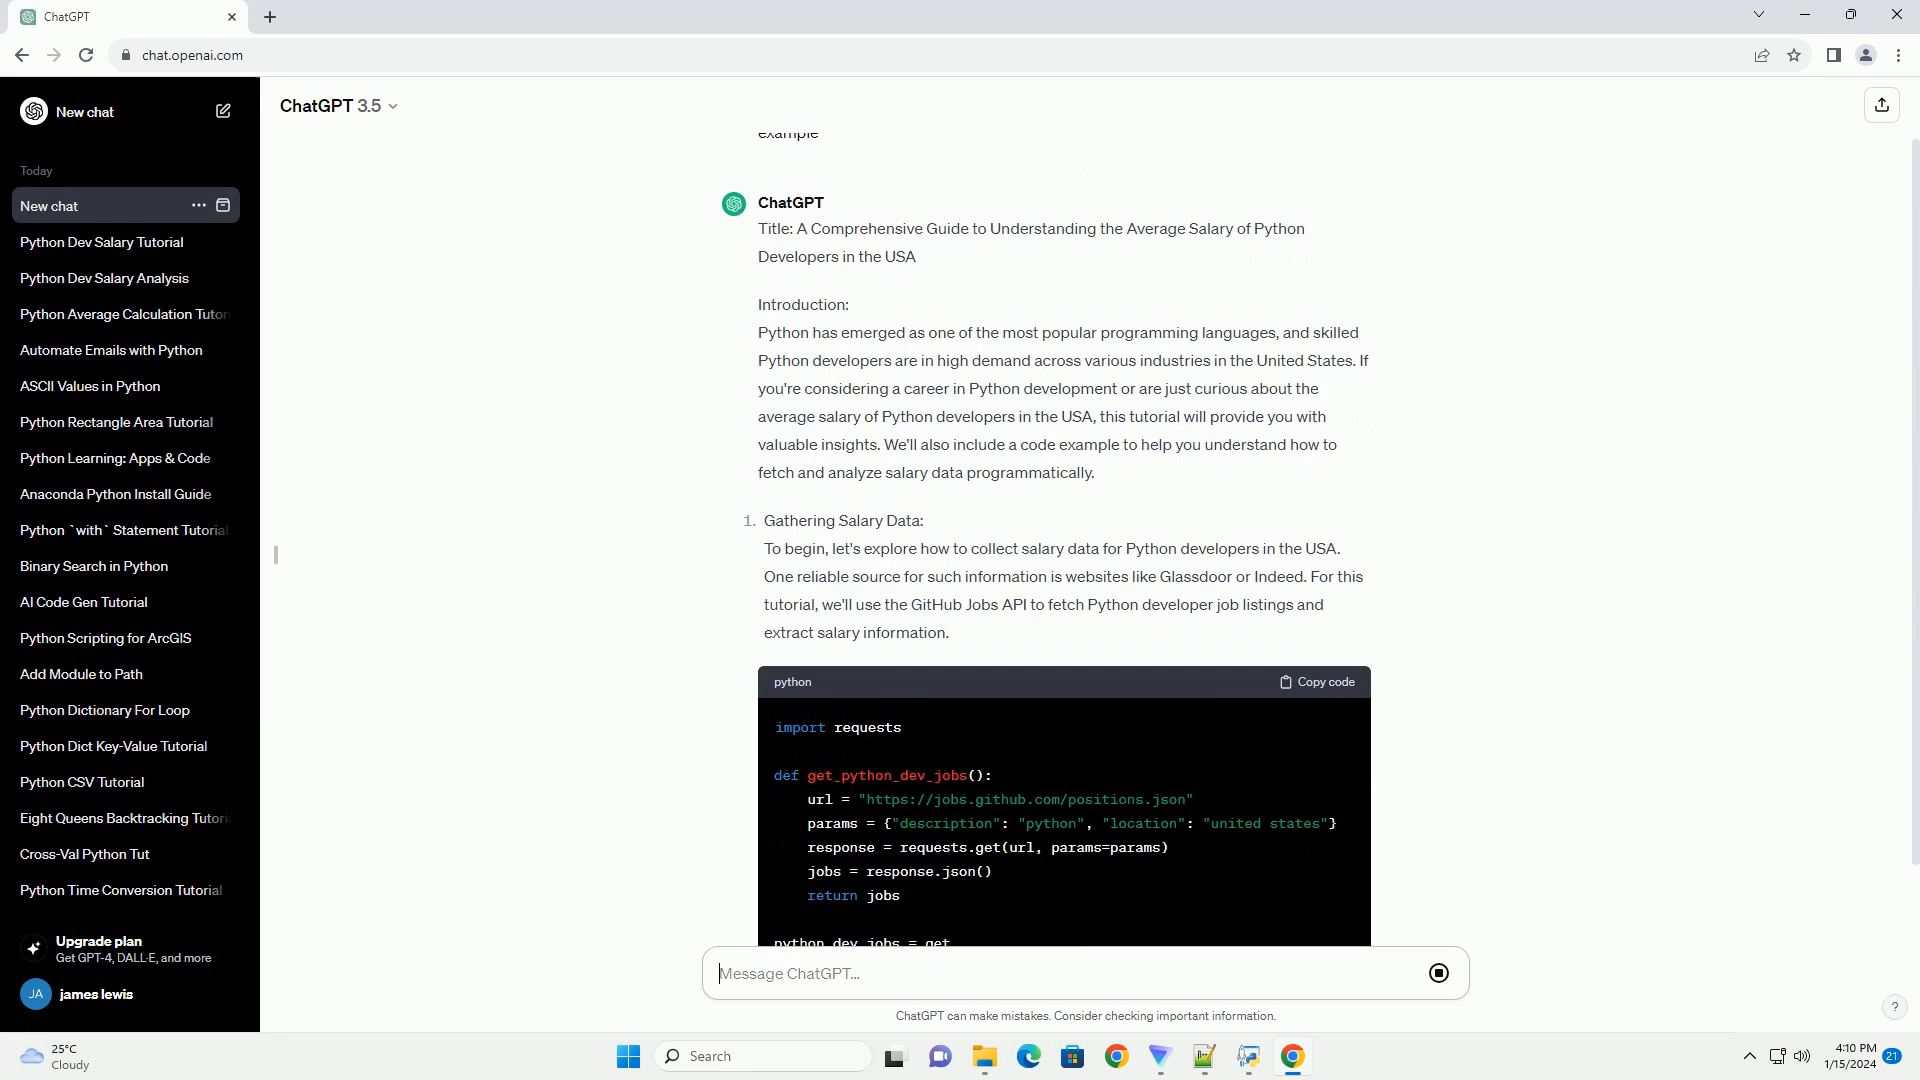 ChatGPT
chat.openai.com
New chat
Today
New chat
Python Dev Salary Tutorial
Python Dev Salary Analysis
Python Average Calculation Tutori
Automate Emails with Python
ASCII Values in Python
Python Rectangle Area Tutorial
Python Learning: Apps & Code
Anaconda Python Install Guide
Python `with` Statement Tutorial
Binary Search in Python
AI Code Gen Tutorial
Python Scripting for ArcGIS
Add Module to Path
Python Dictionary For Loop
Python Dict Key-Value Tutorial
Python CSV Tutorial
Eight Queens Backtracking Tutori
Cross-Val Python Tut
Python Time Conversion Tutorial
Upgrade plan
Get GPT-4, DALL·E, and more
JA james lewis
ChatGPT 3.5
example
ChatGPT
Title: A Comprehensive Guide to Understanding the Average Salary of Python
Developers in the USA
Introduction:
Python has emerged as one of the most popular programming languages, and skilled
Python developers are in high demand across various industries in the United States. If
you're considering a career in Python development or are just curious about the
average salary of Python developers in the USA, this tutorial will provide you with
valuable insights. We'll also include a code example to help you understand how to
fetch and analyze salary data programmatically.
1. Gathering Salary Data:
To begin, let's explore how to collect salary data for Python developers in the USA.
One reliable source for such information is websites like Glassdoor or Indeed. For this
tutorial, we'll use the GitHub Jobs API to fetch Python developer job listings and
extract salary information.
python Copy code
import requests
def get_python_dev_jobs():
url = "https://jobs.github.com/positions.json"
params = {"description": "python", "location": "united states"}
response = requests.get(url, params=params)
jobs = response.json()
return jobs
python_dev_jobs = get
Message ChatGPT...
ChatGPT can make mistakes. Consider checking important information.
?
25°C
Cloudy
Search
4:10 PM
1/15/2024
21